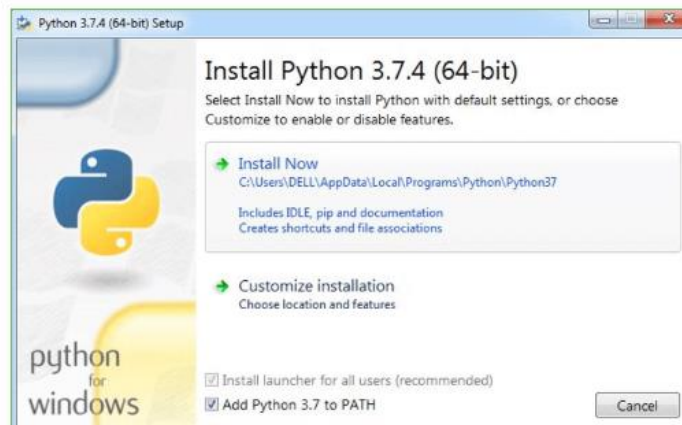 Python 3.7.4 (64-bit) Setup
Install Python 3.7.4 (64-bit)
Select Install Now to install Python with default settings, or choose
Customize to enable or disable features.
Install Now
C:\Users\DELL\AppData\Local\Programs\Python\Python37
Includes IDLE, pip and documentation
Creates shortcuts and file associations
Customize installation
Choose location and features
python
for
windows
Install launcher for all users (recommended)
Add Python 3.7 to PATH
Cancel